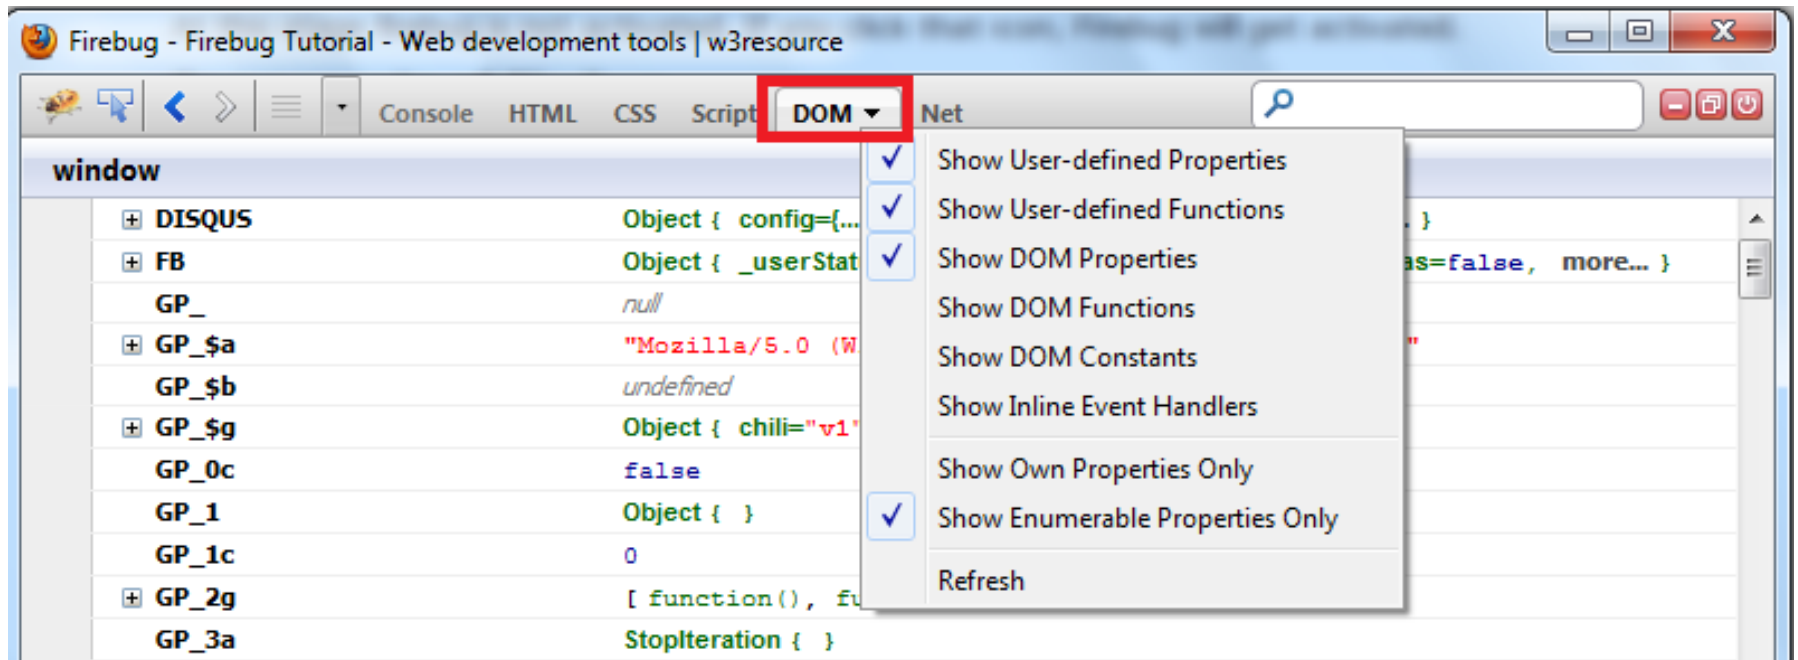 Firebug - Firebug Tutorial - Web development tools | w3resource
Console HTML CSS Script DOM Net
window
Show User-defined Properties
Show User-defined Functions
Show DOM Properties
Show DOM Functions
Show DOM Constants
Show Inline Event Handlers
Show Own Properties Only
Show Enumerable Properties Only
Refresh
DISQUS Object { config={... . }
FB Object { _userStat as=false, more... }
GP_ null
GP_$a "Mozilla/5.0 (W "
GP_$b undefined
GP_$g Object { chili="v1"
GP_0c false
GP_1 Object { }
GP_1c 0
GP_2g [ function(), fu
GP_3a StopIteration { }